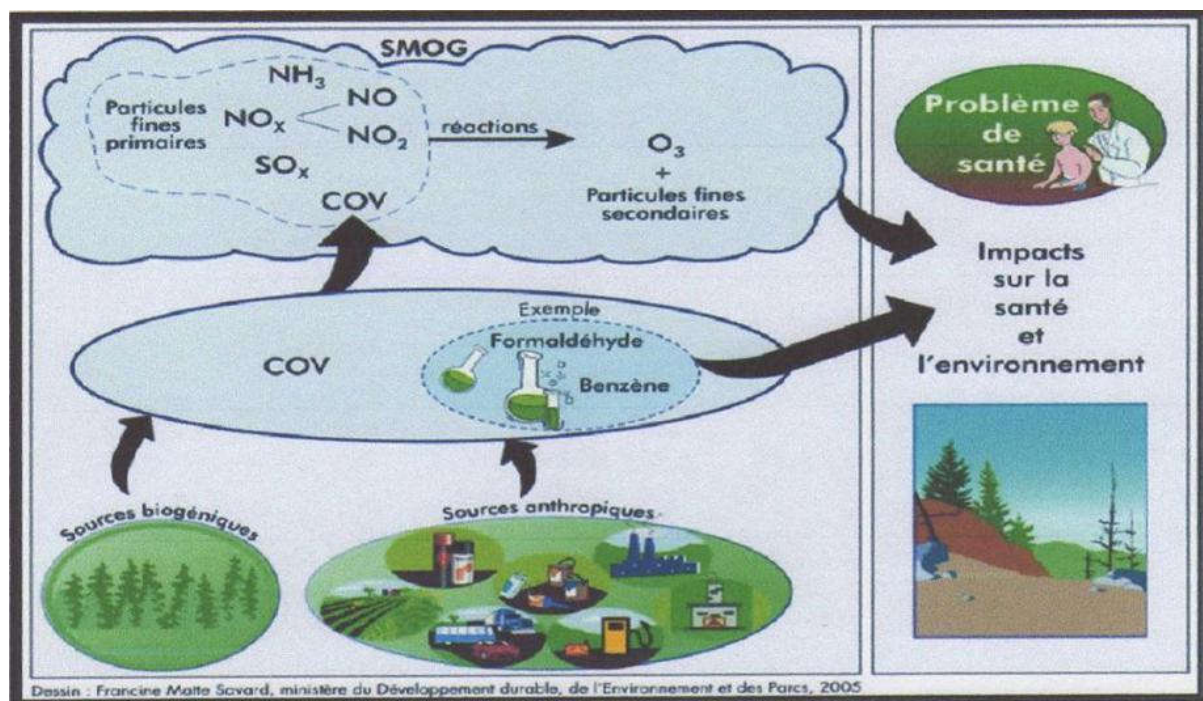 SMOG
Particules
fines
primaires
NH₃
NOₓ
NO
NO₂
SOₓ
COV
réactions
O₃
+
Particules fines
secondaires
Problème
de
santé
Impacts
sur la
santé
et
l'environnement
COV
Exemple
Formaldéhyde
Benzène
Sources biogéniques
Sources anthropiques
Dessin : Francine Matte Savard, ministère du Développement durable, de l'Environnement et des Parcs, 2005